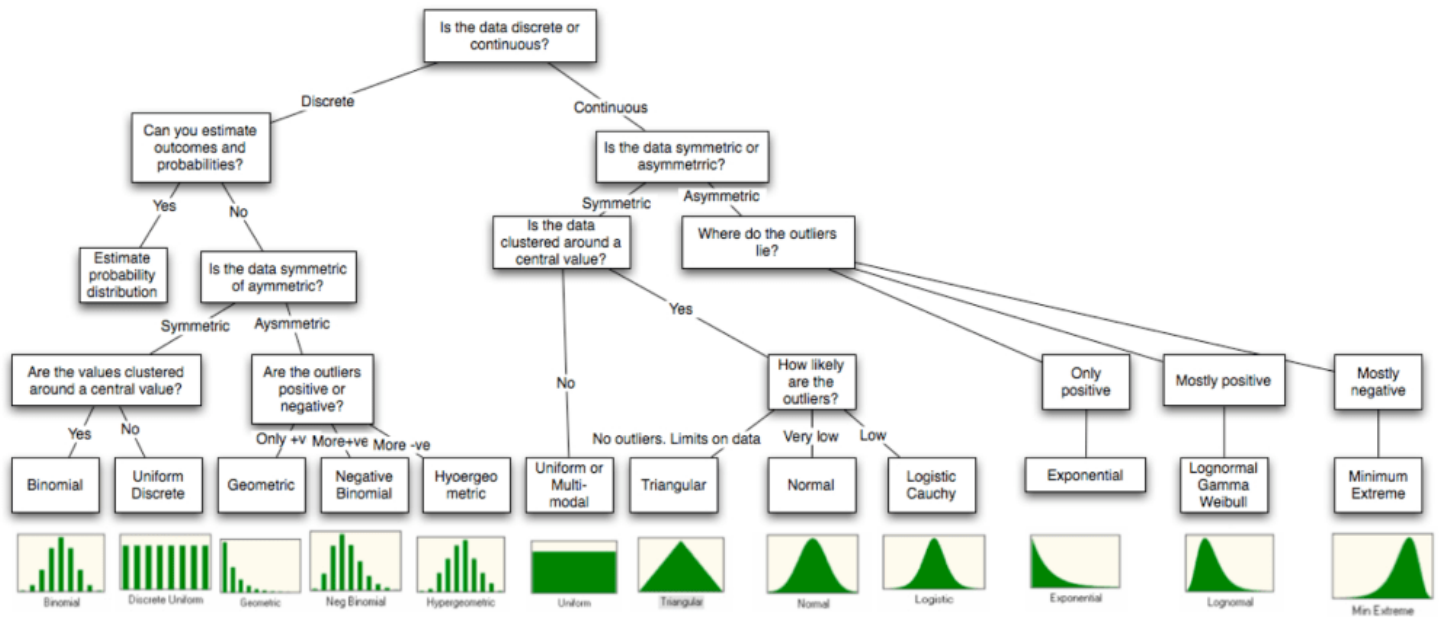 Is the data discrete or
continuous?
Discrete
Continuous
Can you estimate
outcomes and
probabilities?
Is the data symmetric or
asymmetrric?
Yes
No
Symmetric
Asymmetric
Estimate
probability
distribution
Is the data symmetric
of aymmetric?
Is the data
clustered around a
central value?
Where do the outliers
lie?
Symmetric
Aysmmetric
No
Yes
Are the values clustered
around a central value?
Are the outliers
positive or
negative?
How likely
are the
outliers?
Only
positive
Mostly positive
Mostly
negative
Yes
No
Only +v
More+ve
More -ve
No outliers. Limits on data
Very low
Low
Binomial
Uniform
Discrete
Geometric
Negative
Binomial
Hyoergeo
metric
Uniform or
Multi-
modal
Triangular
Normal
Logistic
Cauchy
Exponential
Lognormal
Gamma
Weibull
Minimum
Extreme
Binomial
Discrete Uniform
Geometric
Neg Binomial
Hypergeometric
Uniform
Triangular
Normal
Logistic
Exponential
Lognormal
Min Extreme